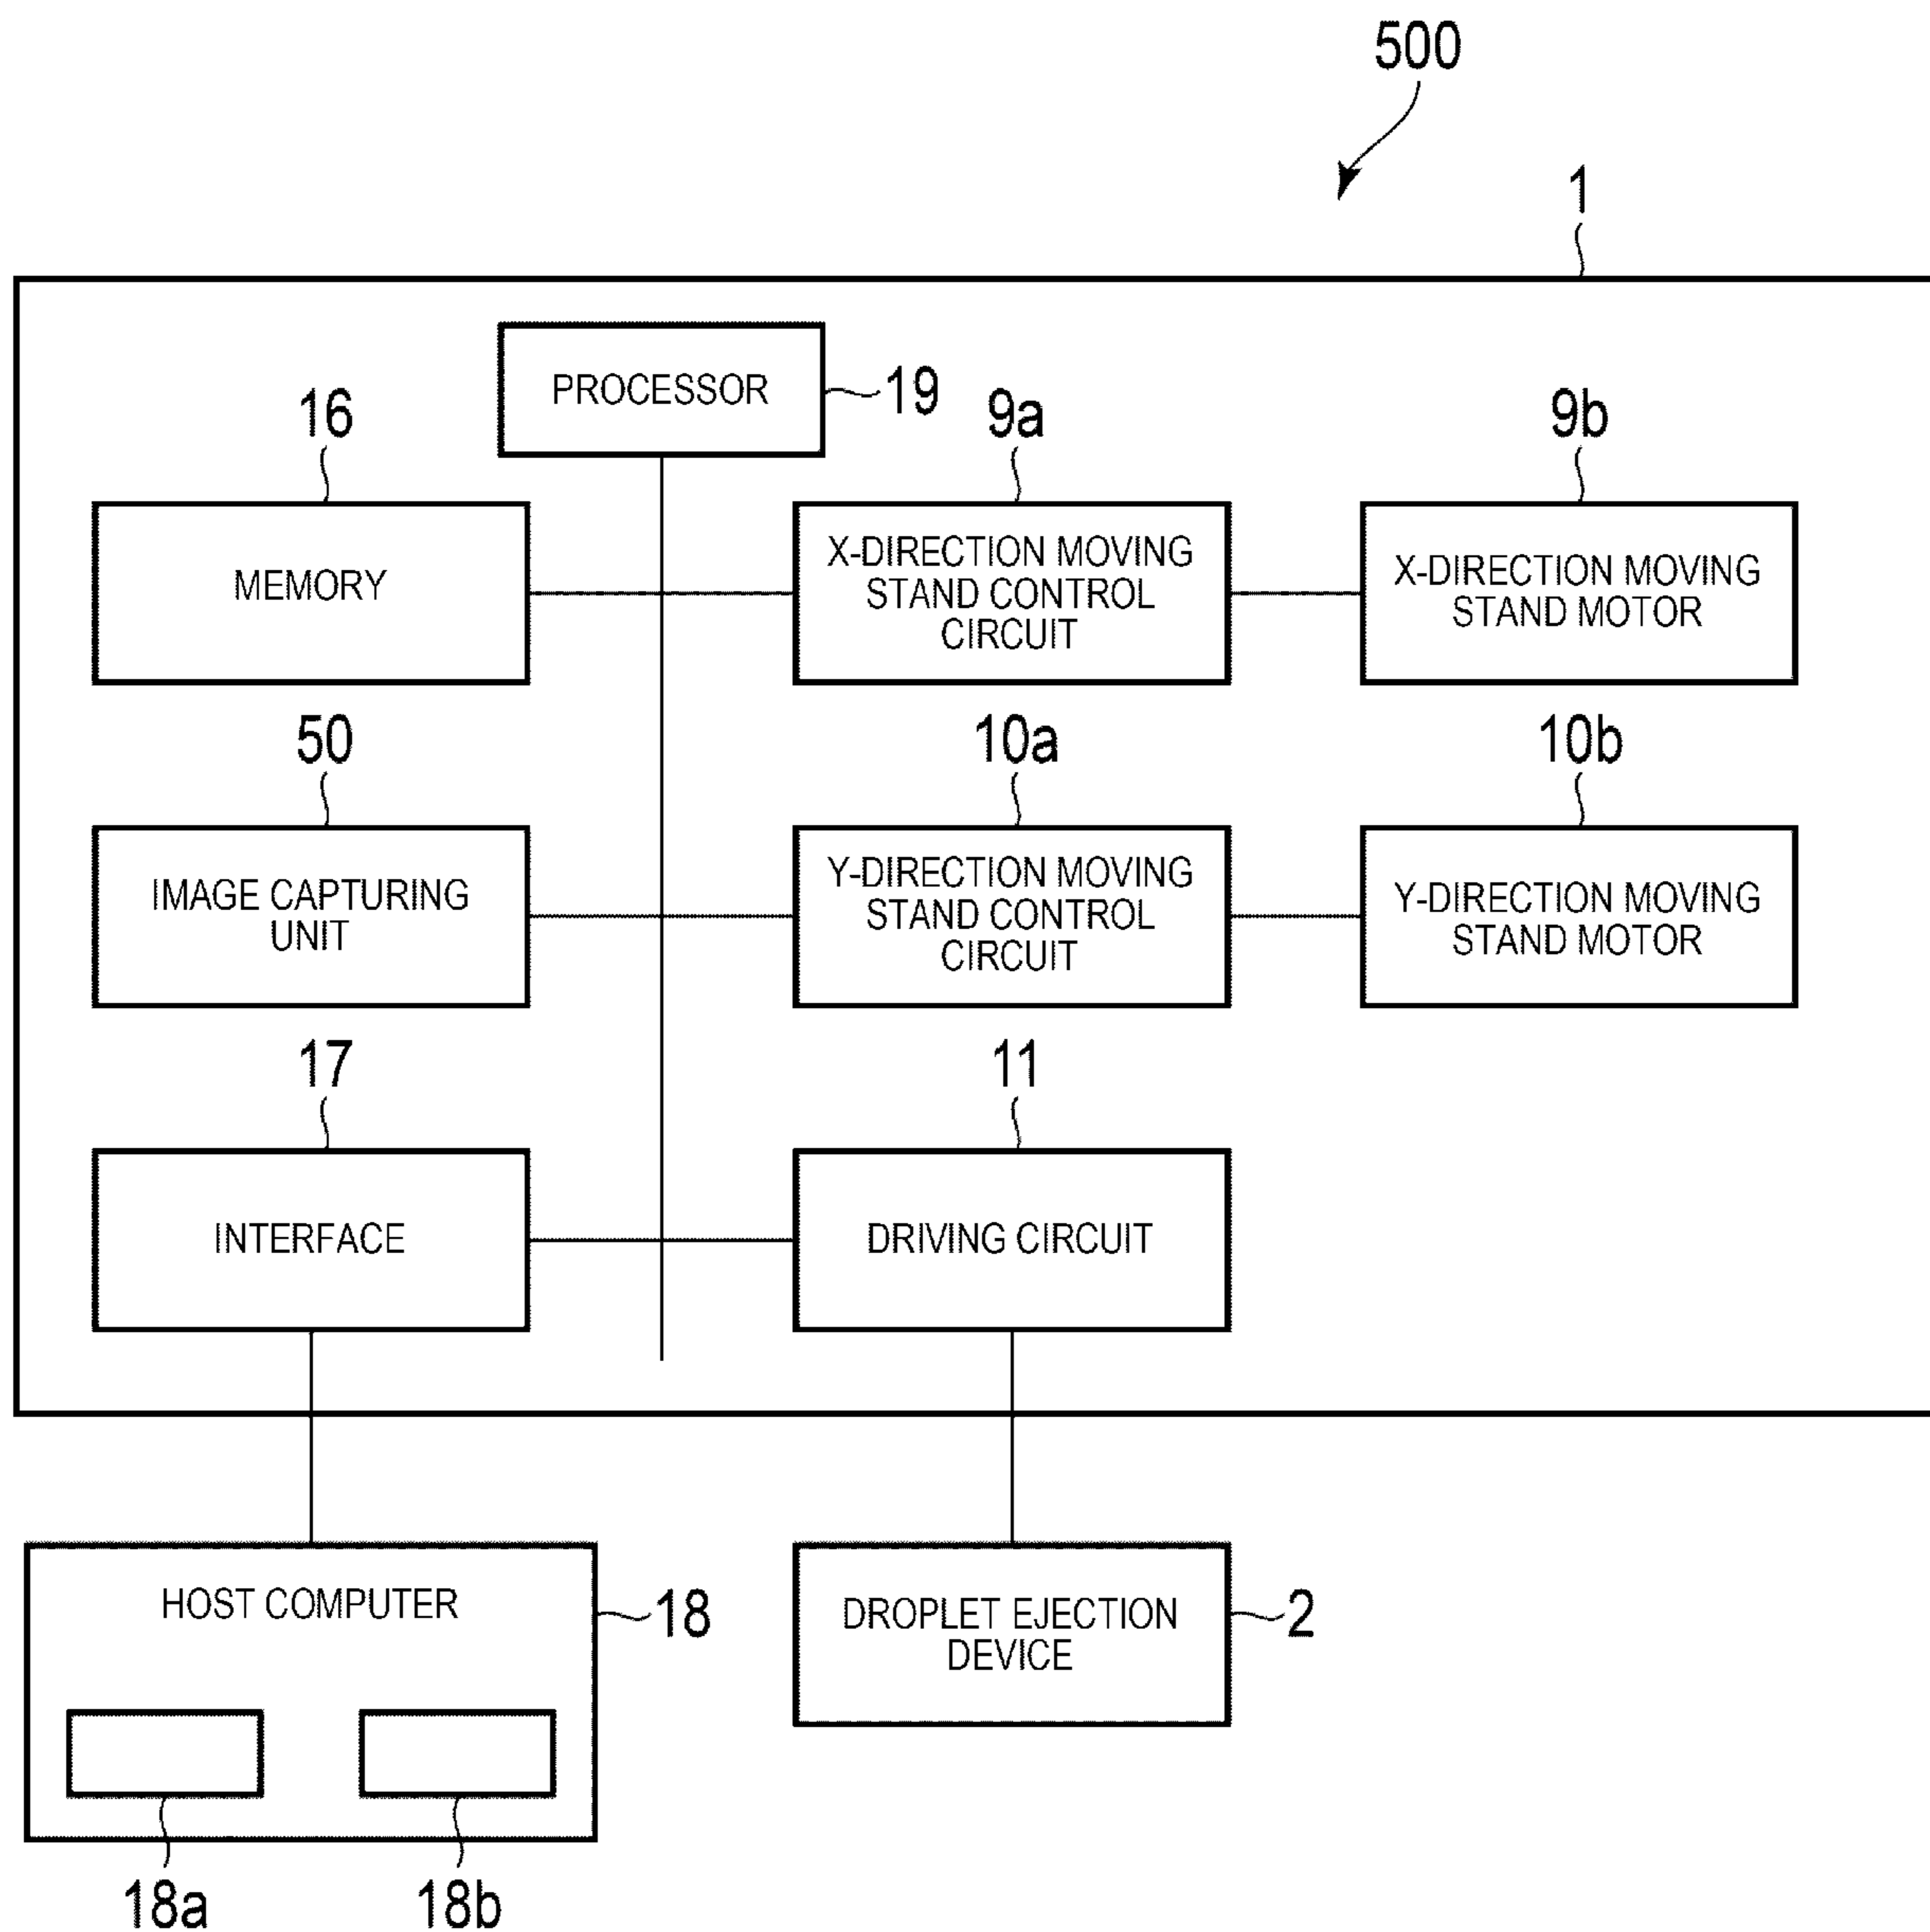 500
1
PROCESSOR
19
16
9a
9b
MEMORY
X-DIRECTION MOVING
STAND CONTROL
CIRCUIT
X-DIRECTION MOVING
STAND MOTOR
50
10a
10b
IMAGE CAPTURING
UNIT
Y-DIRECTION MOVING
STAND CONTROL
CIRCUIT
Y-DIRECTION MOVING
STAND MOTOR
17
11
INTERFACE
DRIVING CIRCUIT
HOST COMPUTER
18
DROPLET EJECTION
DEVICE
2
18a
18b